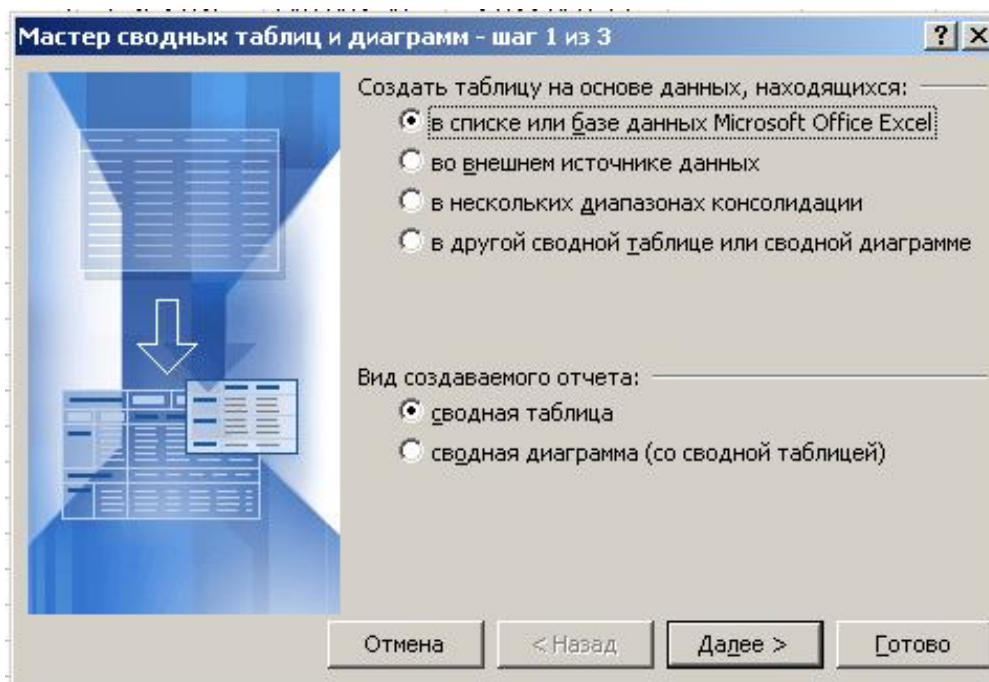 Мастер сводных таблиц и диаграмм - шаг 1 из 3
Создать таблицу на основе данных, находящихся:
в списке или базе данных Microsoft Office Excel
во внешнем источнике данных
в нескольких диапазонах консолидации
в другой сводной таблице или сводной диаграмме
Вид создаваемого отчета:
сводная таблица
сводная диаграмма (со сводной таблицей)
Отмена < Назад Далее > Готово